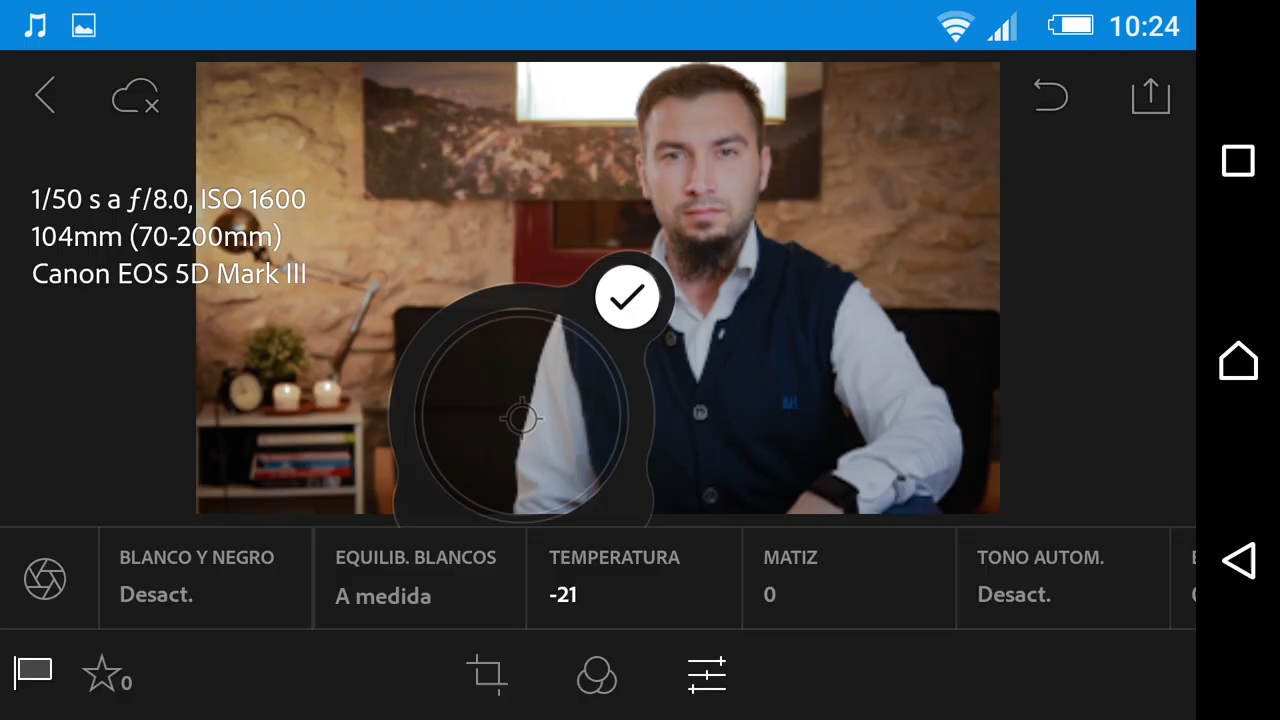 10:24
1/50 s a ƒ/8.0, ISO 1600
104mm (70-200mm)
Canon EOS 5D Mark III
BLANCO Y NEGRO
Desact.
EQUILIB. BLANCOS
A medida
TEMPERATURA
-21
MATIZ
0
TONO AUTOM.
Desact.
0